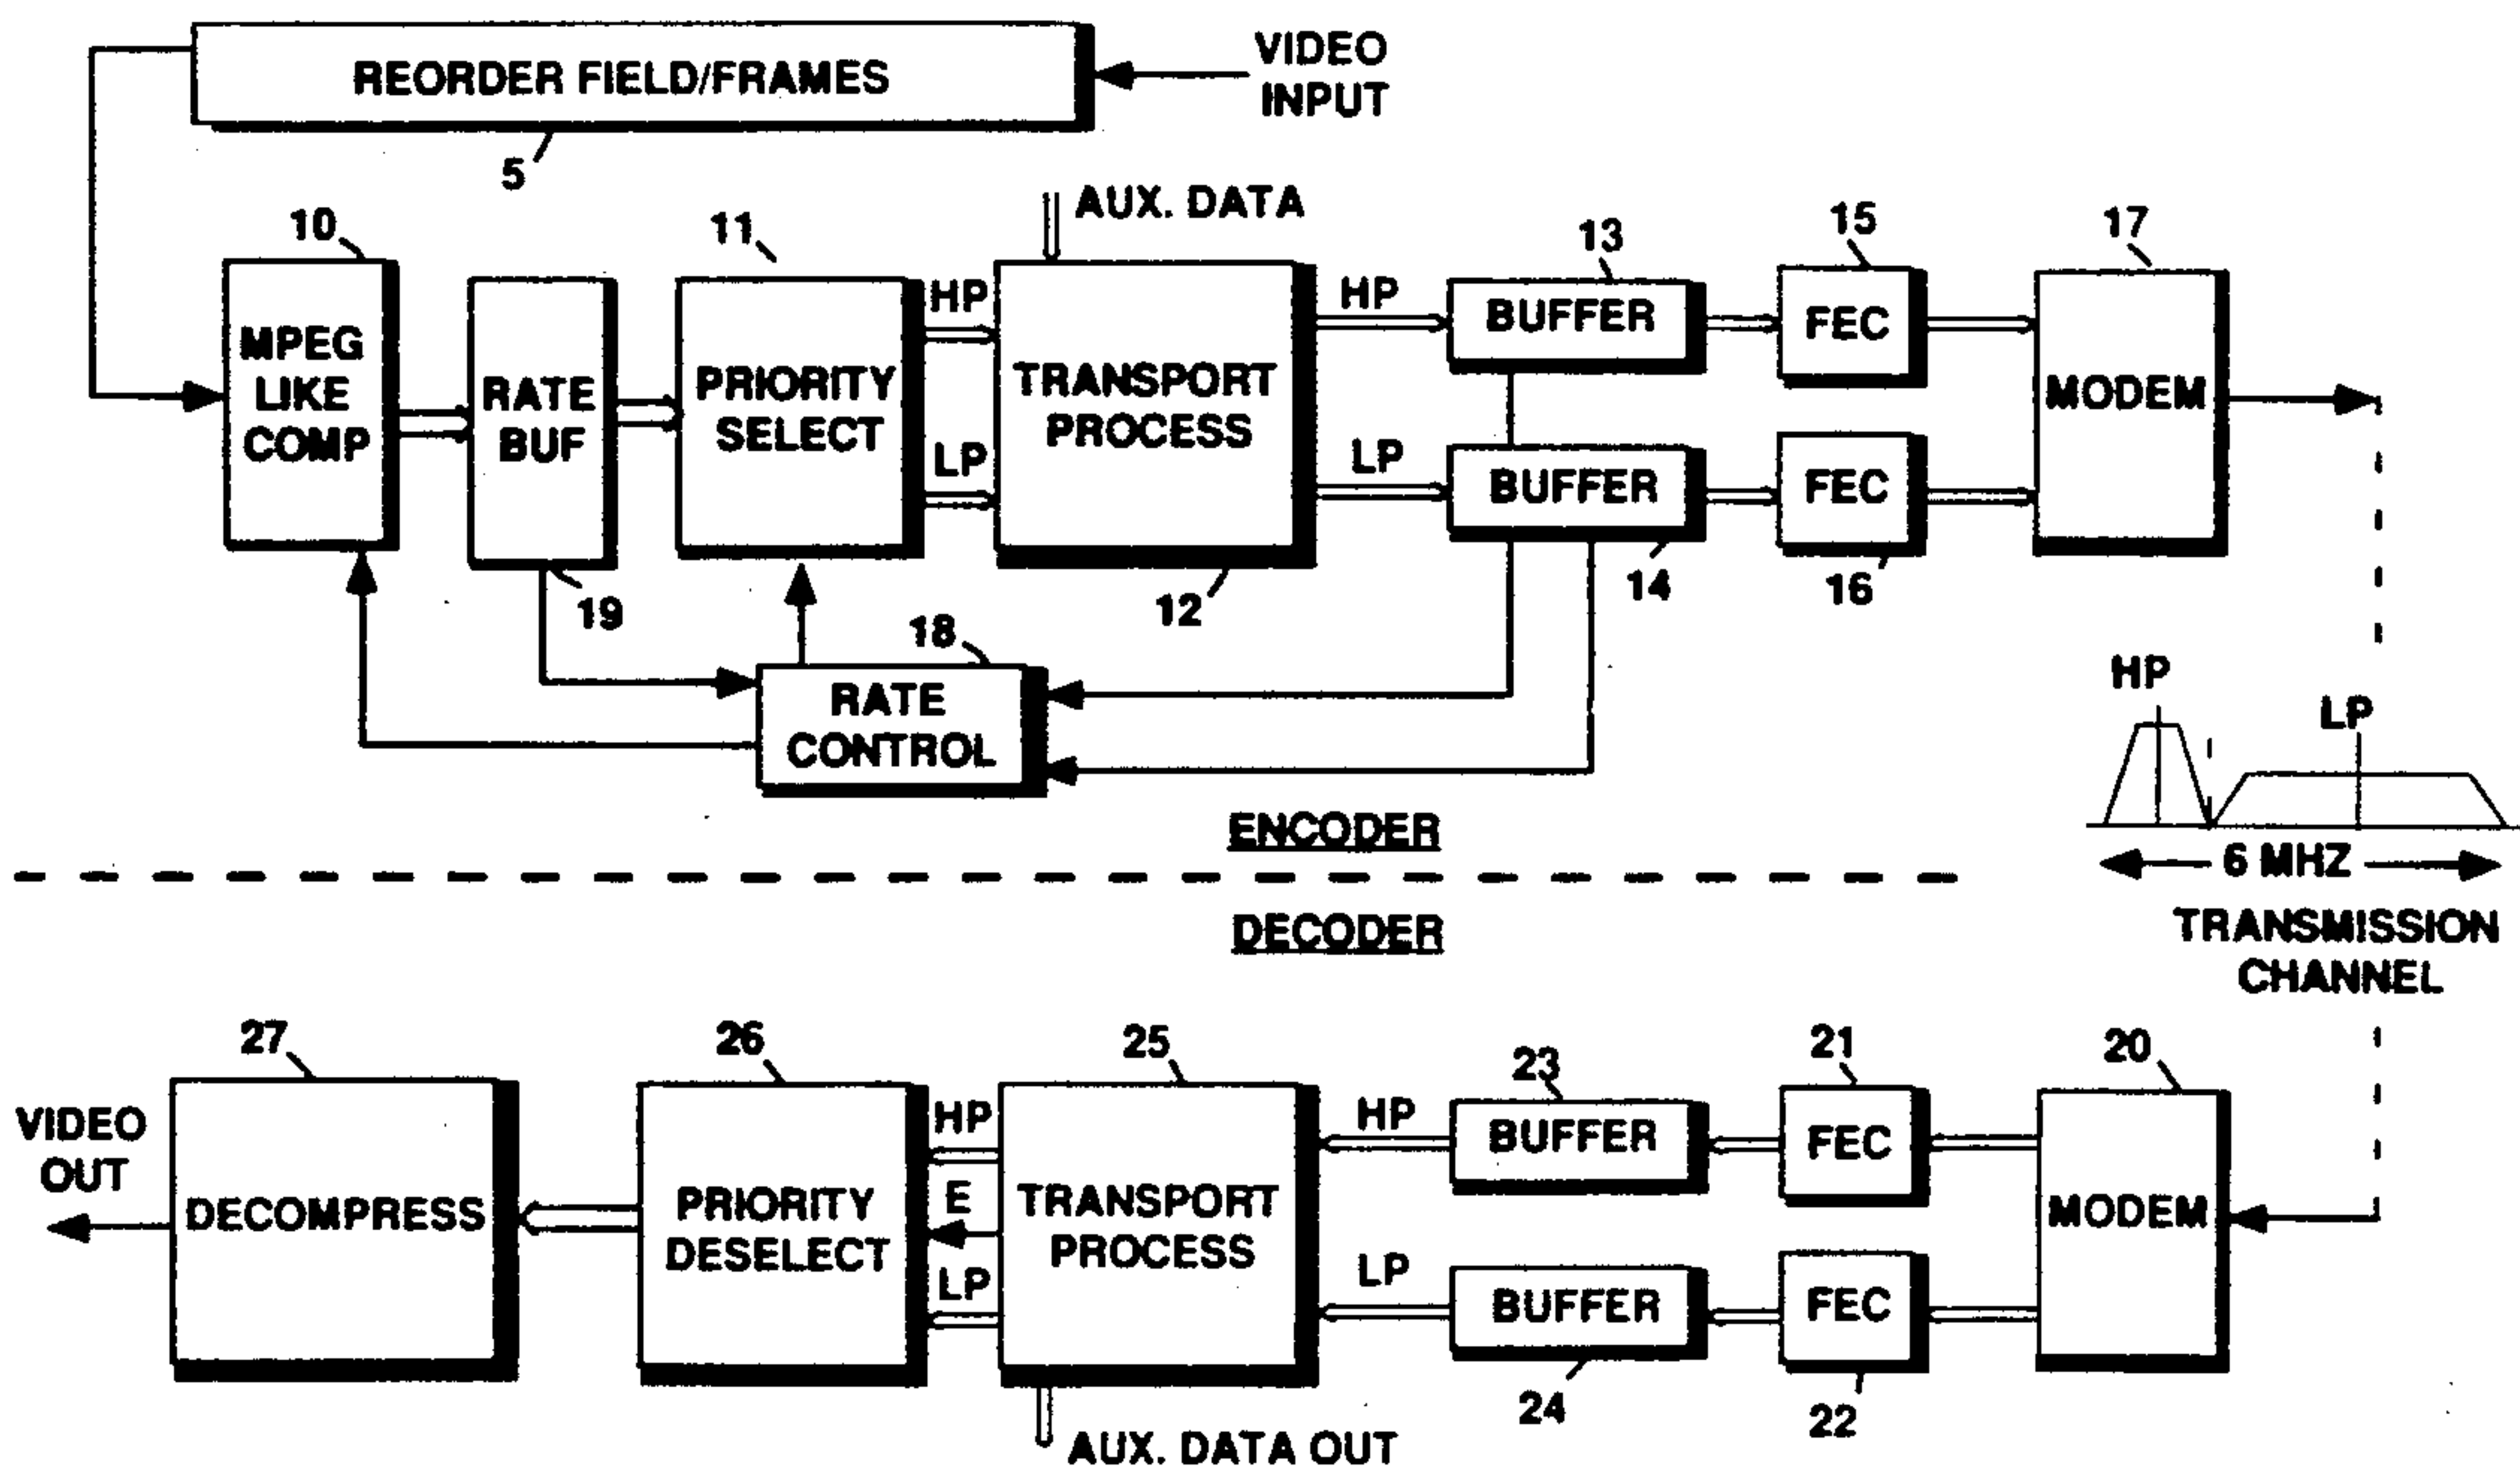 REORDER FIELD/FRAMES
VIDEO
INPUT
5
AUX. DATA
10
11
13
15
17
MPEG
LIKE
COMP
RATE
BUF
PRIORITY
SELECT
HP
LP
TRANSPORT
PROCESS
HP
LP
BUFFER
BUFFER
FEC
FEC
MODEM
19
18
12
14
16
RATE
CONTROL
HP
LP
6 MHZ
TRANSMISSION
CHANNEL
ENCODER
DECODER
27
26
25
23
21
20
VIDEO
OUT
DECOMPRESS
PRIORITY
DESELECT
HP
E
LP
TRANSPORT
PROCESS
HP
LP
BUFFER
BUFFER
FEC
FEC
MODEM
24
22
AUX. DATA OUT